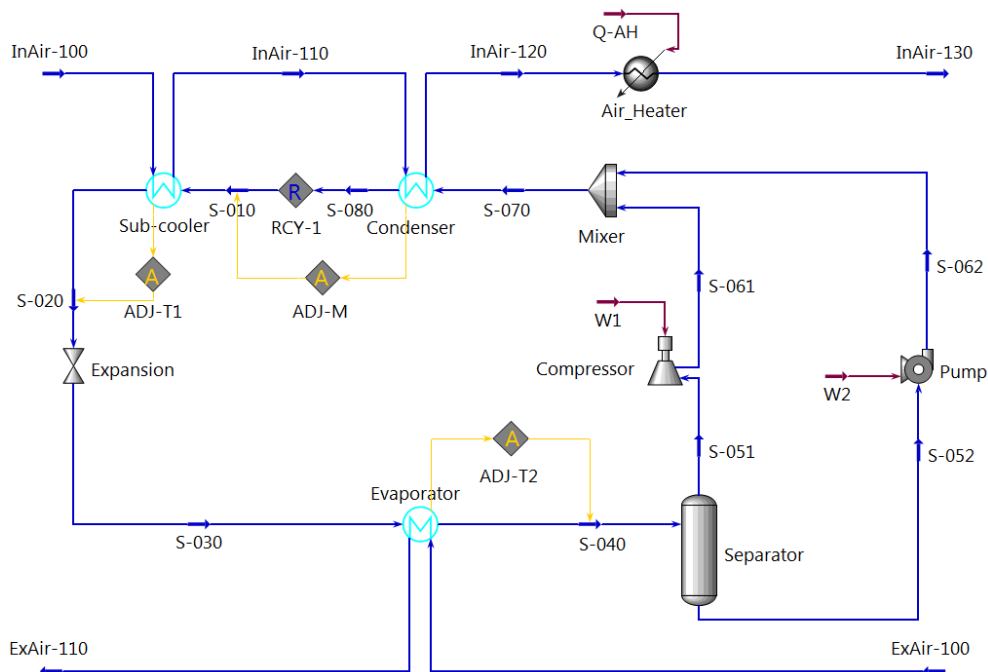 Q-AH
InAir-100
InAir-110
InAir-120
InAir-130
Air_Heater
R
S-010
S-080
S-070
Sub-cooler
RCY-1
Condenser
Mixer
A
A
S-062
S-061
S-020
ADJ-T1
ADJ-M
W1
Expansion
Compressor
Pump
W2
A
S-051
S-052
ADJ-T2
Evaporator
S-030
S-040
Separator
ExAir-110
ExAir-100